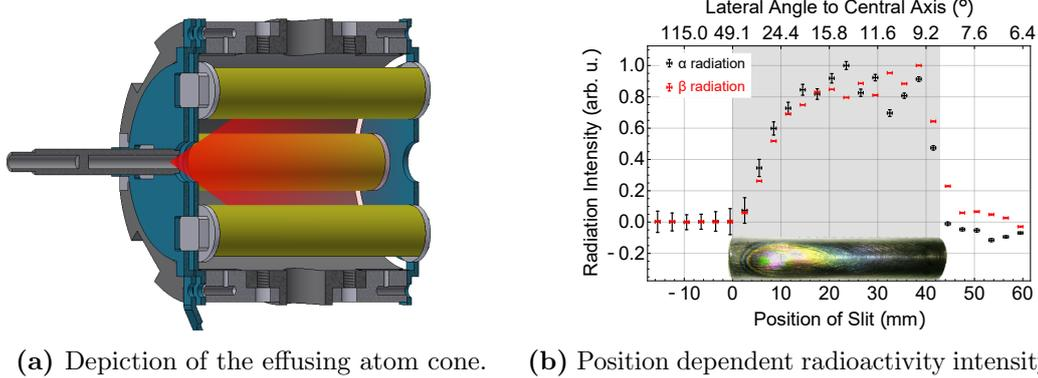 Lateral Angle to Central Axis (°)
115.0 49.1 24.4 15.8 11.6 9.2 7.6 6.4
α radiation
β radiation
Radiation Intensity (arb. u.)
1.0
0.8
0.6
0.4
0.2
0.0
-0.2
-10 0 10 20 30 40 50 60
Position of Slit (mm)
(a) Depiction of the effusing atom cone.
(b) Position dependent radioactivity